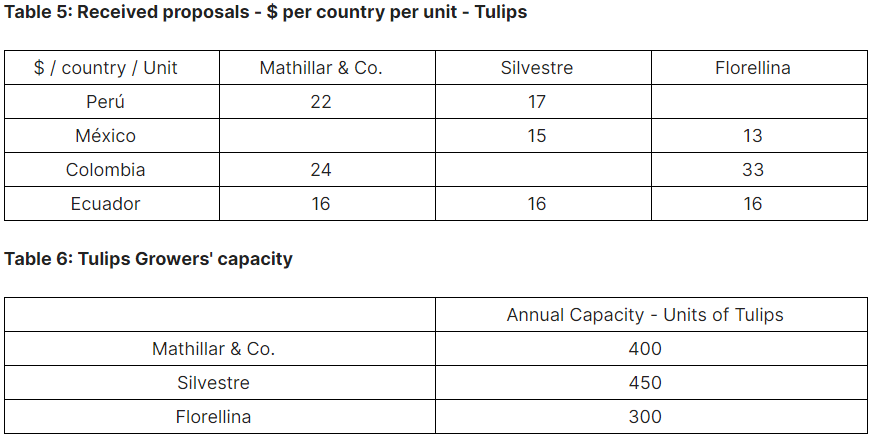 Table 5: Received proposals - $ per country per unit - Tulips
$ / country / Unit Mathillar & Co. Silvestre Florellina
Perú 22 17
México 15 13
Colombia 24 33
Ecuador 16 16 16
Table 6: Tulips Growers' capacity
Annual Capacity - Units of Tulips
Mathillar & Co. 400
Silvestre 450
Florellina 300